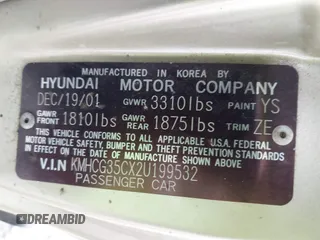 MANUFACTURED IN KOREA BY
HYUNDAI MOTOR COMPANY
DEC/19/01 GVWR 3310lbs PAINT YS
GAWR FRONT 1810lbs GAWR REAR 1875lbs TRIM ZE
THIS VEHICLE CONFORMS TO ALL APPLICABLE U.S.A FEDERAL
MOTOR VEHICLE SAFETY, BUMPER, AND THEFT PREVENTION
STANDARDS IN EFFECT ON THE DATE OF MANUFACTURE SHOWN ABOVE.
V.I.N KMHCG35CX2U199532
PASSENGER CAR
© DreamBid.com